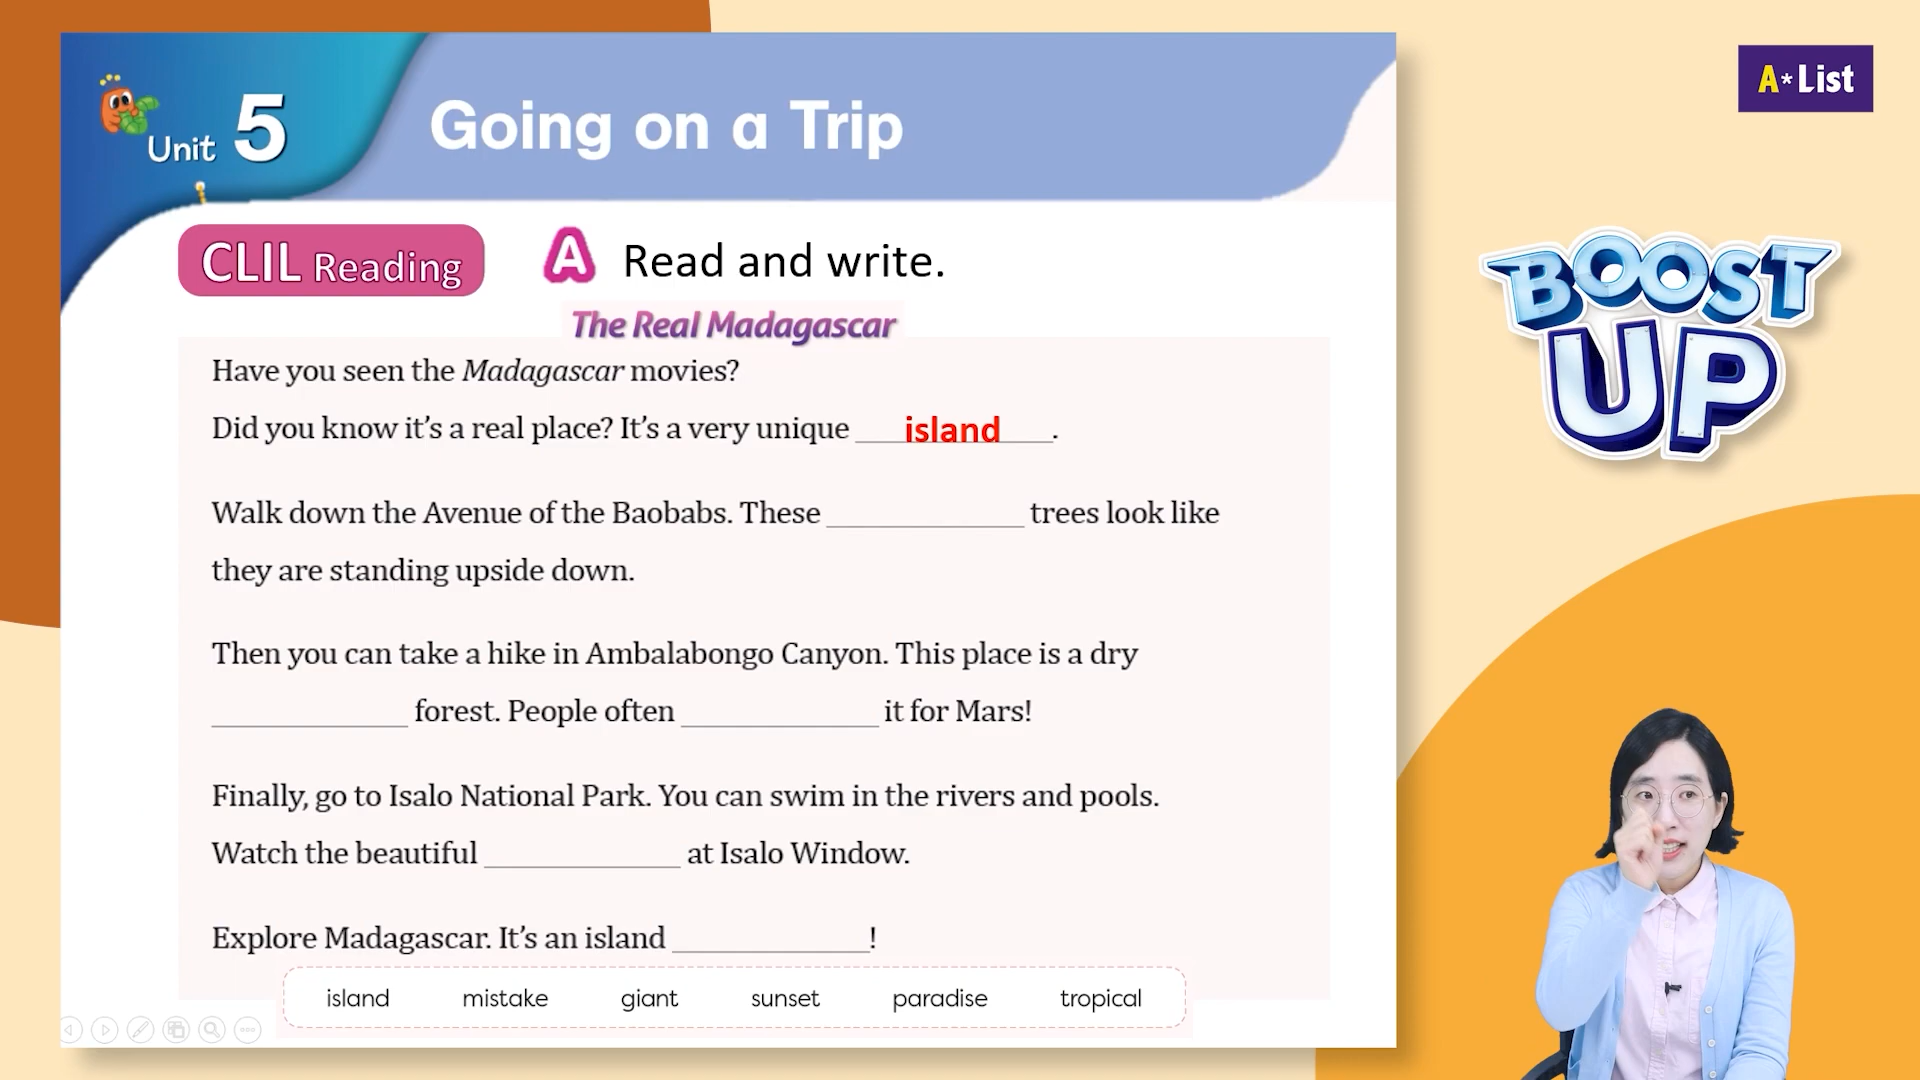 Unit 5
Going on a Trip
A*List
CLIL Reading
A Read and write.
The Real Madagascar
Have you seen the Madagascar movies?
Did you know it's a real place? It's a very unique island.
Walk down the Avenue of the Baobabs. These ____________ trees look like
they are standing upside down.
Then you can take a hike in Ambalabongo Canyon. This place is a dry
____________ forest. People often ____________ it for Mars!
Finally, go to Isalo National Park. You can swim in the rivers and pools.
Watch the beautiful ____________ at Isalo Window.
Explore Madagascar. It's an island ____________!
island mistake giant sunset paradise tropical
BOOST
UP